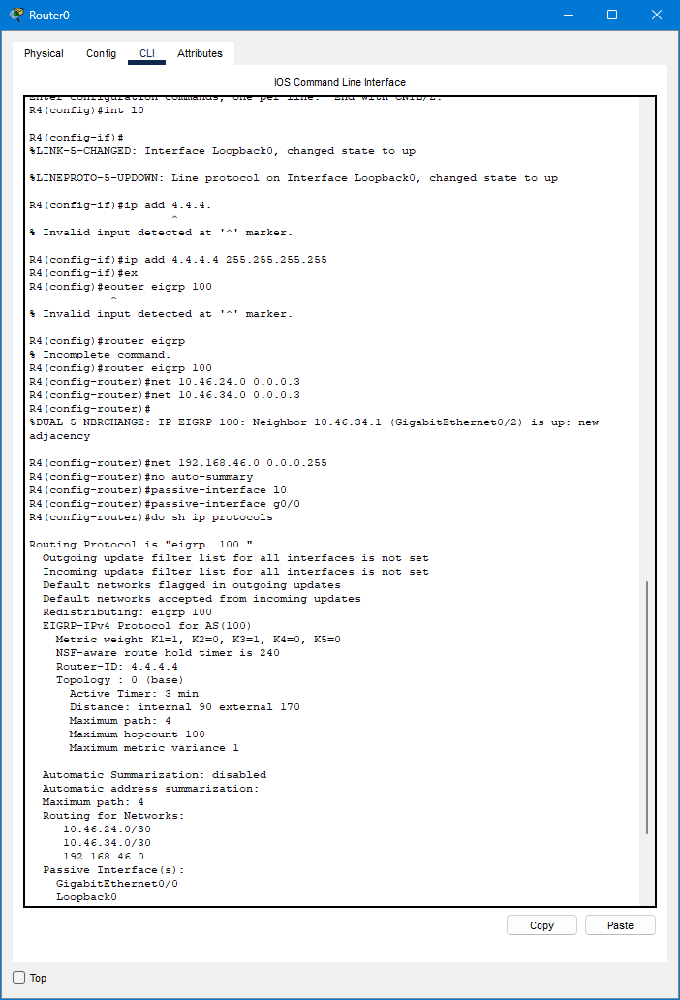 Router0
Physical Config CLI Attributes
IOS Command Line Interface
Enter configuration commands, one per line. End with CNTL/Z.
R4(config)#int l0
R4(config-if)#
%LINK-5-CHANGED: Interface Loopback0, changed state to up
%LINEPROTO-5-UPDOWN: Line protocol on Interface Loopback0, changed state to up
R4(config-if)#ip add 4.4.4.
^
% Invalid input detected at '^' marker.
R4(config-if)#ip add 4.4.4.4 255.255.255.255
R4(config-if)#ex
R4(config)#eouter eigrp 100
^
% Invalid input detected at '^' marker.
R4(config)#router eigrp
% Incomplete command.
R4(config)#router eigrp 100
R4(config-router)#net 10.46.24.0 0.0.0.3
R4(config-router)#net 10.46.34.0 0.0.0.3
R4(config-router)#
%DUAL-5-NBRCHANGE: IP-EIGRP 100: Neighbor 10.46.34.1 (GigabitEthernet0/2) is up: new
adjacency
R4(config-router)#net 192.168.46.0 0.0.0.255
R4(config-router)#no auto-summary
R4(config-router)#passive-interface l0
R4(config-router)#passive-interface g0/0
R4(config-router)#do sh ip protocols
Routing Protocol is "eigrp  100 "
Outgoing update filter list for all interfaces is not set
Incoming update filter list for all interfaces is not set
Default networks flagged in outgoing updates
Default networks accepted from incoming updates
Redistributing: eigrp 100
EIGRP-IPv4 Protocol for AS(100)
Metric weight K1=1, K2=0, K3=1, K4=0, K5=0
NSF-aware route hold timer is 240
Router-ID: 4.4.4.4
Topology : 0 (base)
Active Timer: 3 min
Distance: internal 90 external 170
Maximum path: 4
Maximum hopcount 100
Maximum metric variance 1
Automatic Summarization: disabled
Automatic address summarization:
Maximum path: 4
Routing for Networks:
10.46.24.0/30
10.46.34.0/30
192.168.46.0
Passive Interface(s):
GigabitEthernet0/0
Loopback0
Copy Paste
Top